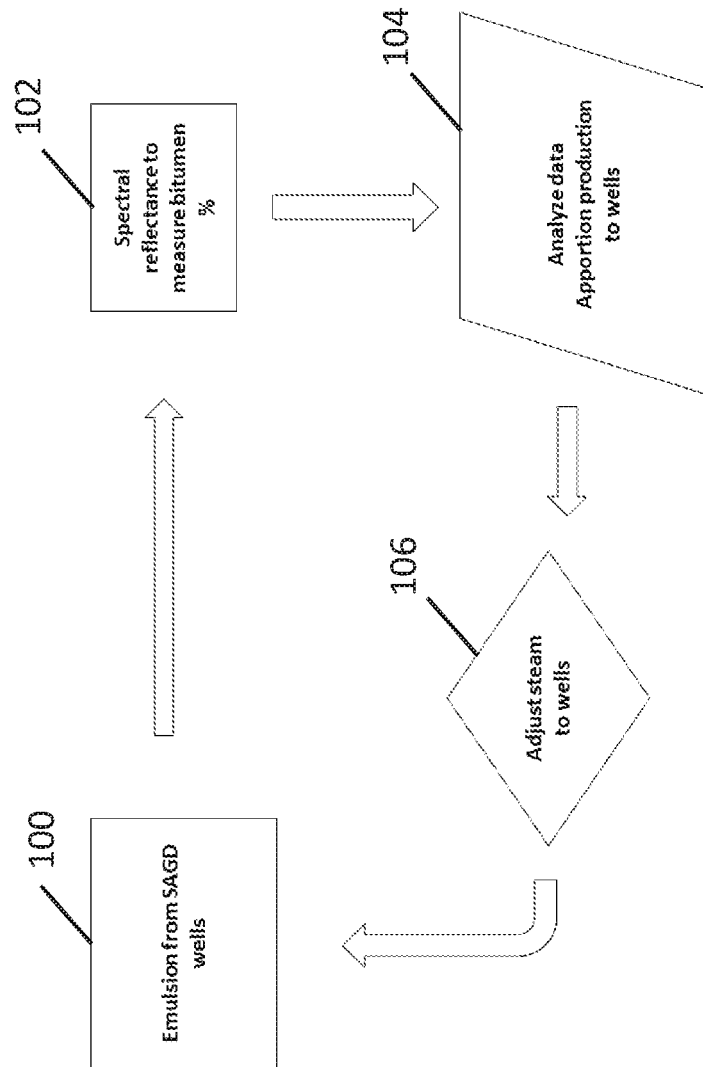 100
Emulsion from SAGD
wells
102
Spectral
reflectance to
measure bitumen
%
104
Analyze data
Apportion production
to wells
106
Adjust steam
to wells